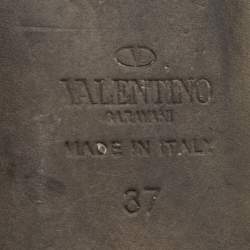 VALENTINO
GARAVANI
MADE IN ITALY
37